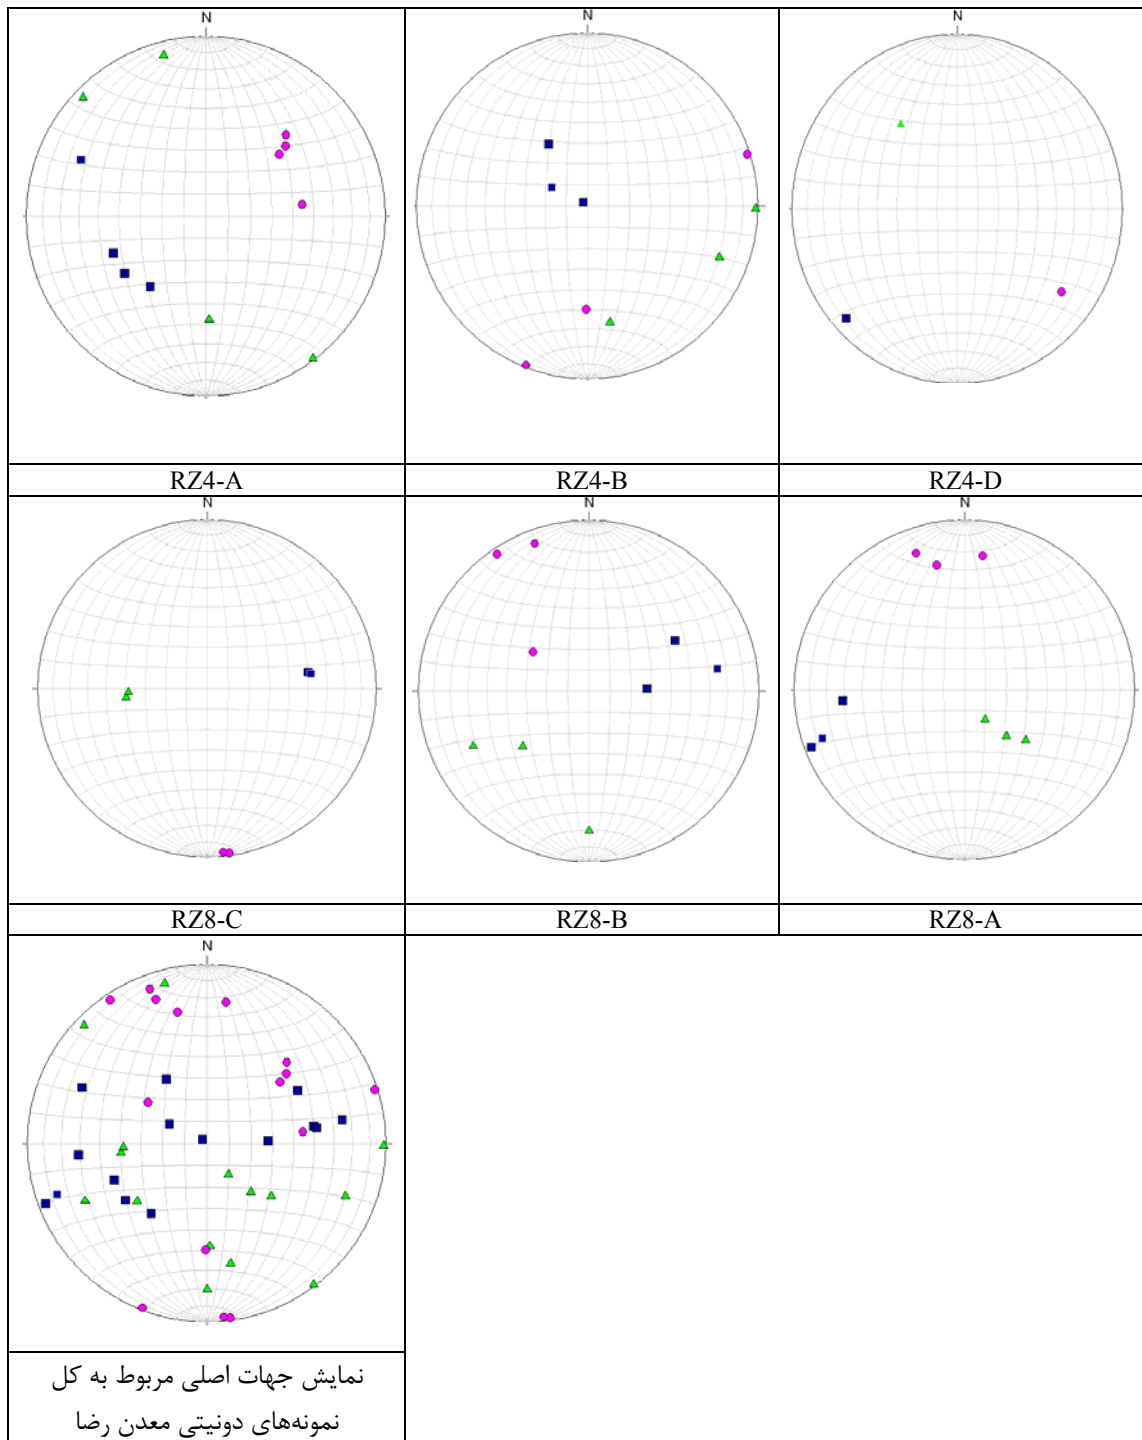 N
N
N
RZ4-A
RZ4-B
RZ4-D
N
N
N
RZ8-C
RZ8-B
RZ8-A
N
نمایش جهات اصلی مربوط به کل
نمونه‌های دونیتی معدن رضا